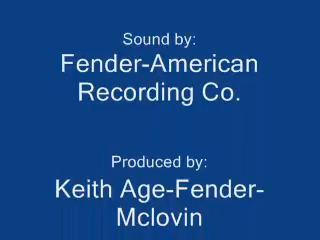 Sound by:
Fender-American
Recording Co.
Produced by:
Keith Age-Fender-
Mclovin